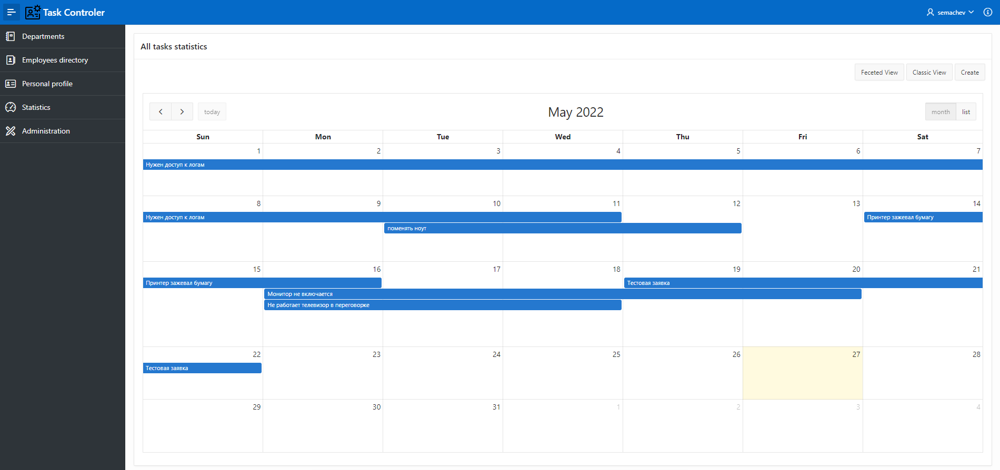 Task Controler
semachev
Departments
Employees directory
Personal profile
Statistics
Administration
All tasks statistics
Feceted View Classic View Create
today
May 2022
month list
Sun Mon Tue Wed Thu Fri Sat
1 2 3 4 5 6 7
Нужен доступ к логам
8 9 10 11 12 13 14
Нужен доступ к логам
Принтер зажевал бумагу
поменять ноут
15 16 17 18 19 20 21
Принтер зажевал бумагу
Тестовая заявка
Монитор не включается
Не работает телевизор в переговорке
22 23 24 25 26 27 28
Тестовая заявка
29 30 31 1 2 3 4